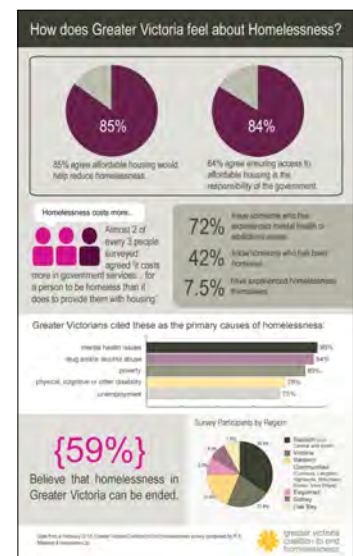 How does Greater Victoria feel about Homelessness?
85%
84%
85% agree affordable housing would
help reduce homelessness.
84% agree ensuring access to
affordable housing is the
responsibility of the government.
Homelessness costs more...
Almost 2 of
every 3 people
surveyed
agreed "it costs
more in government services... for
a person to be homeless than it
does to provide them with housing"
72%
know someone who has
experienced mental health or
addictions issues
42%
know someone who has been
homeless
7.5%
have experienced homelessness
themselves
Greater Victorians cited these as the primary causes of homelessness:
mental health issues
drug and/or alcohol abuse
84%
poverty
physical, cognitive or other disability
unemployment
{59%}
Believe that homelessness in
Greater Victoria can be ended.
Survey Participants by Region:
Victoria
Esquimalt
Sidney
Oak Bay
greater victoria
coalition to end
homelessness